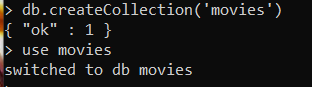 > db.createCollection('movies')
{ "ok" : 1 }
> use movies
switched to db movies